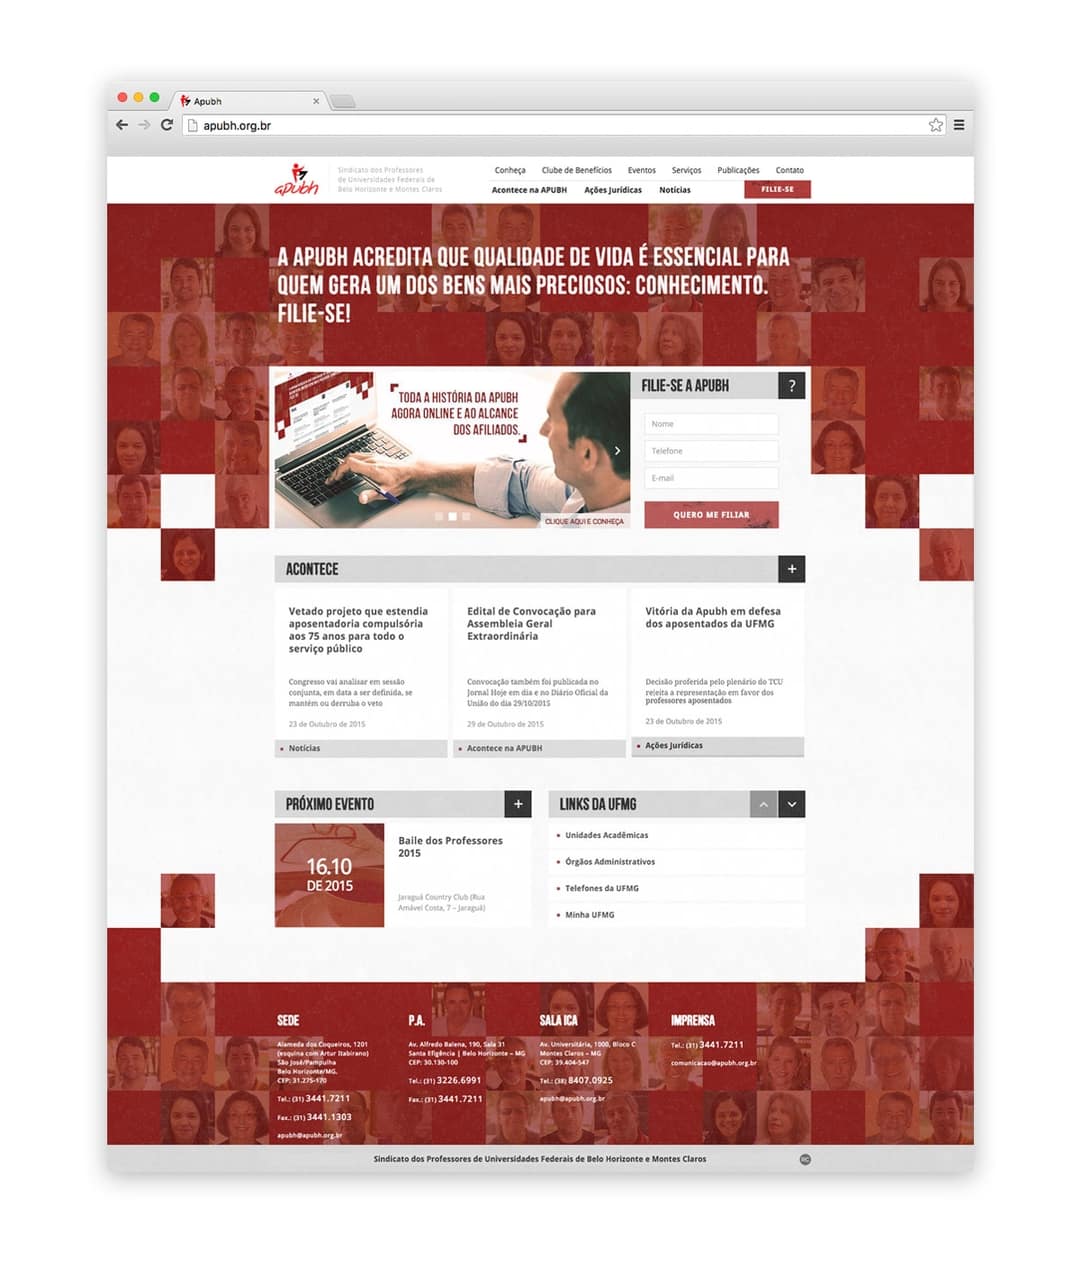 Apubh
apubh.org.br
apubh
Sindicato dos Professores
de Universidades Federais de
Belo Horizonte e Montes Claros
Conheça Clube de Benefícios Eventos Serviços Publicações Contato
Acontece na APUBH Ações Jurídicas Notícias FILIE-SE
A APUBH ACREDITA QUE QUALIDADE DE VIDA É ESSENCIAL PARA
QUEM GERA UM DOS BENS MAIS PRECIOSOS: CONHECIMENTO.
FILIE-SE!
TODA A HISTÓRIA DA APUBH
AGORA ONLINE E AO ALCANCE
DOS AFILIADOS.
CLIQUE AQUI E CONHEÇA
FILIE-SE A APUBH ?
Nome
Telefone
E-mail
QUERO ME FILIAR
ACONTECE +
Vetado projeto que estendia
aposentadoria compulsória
aos 75 anos para todo o
serviço público
Congresso vai analisar em sessão
conjunta, em data a ser definida, se
mantém ou derruba o veto
23 de Outubro de 2015
Notícias
Edital de Convocação para
Assembleia Geral
Extraordinária
Convocação também foi publicada no
Jornal Hoje em dia e no Diário Oficial da
União do dia 29/10/2015
29 de Outubro de 2015
Acontece na APUBH
Vitória da Apubh em defesa
dos aposentados da UFMG
Decisão proferida pelo plenário do TCU
rejeita a representação em favor dos
professores aposentados
23 de Outubro de 2015
Ações Jurídicas
PRÓXIMO EVENTO +
16.10
DE 2015
Baile dos Professores
2015
Jaraguá Country Club (Rua
Amável Costa, 7 – Jaraguá)
LINKS DA UFMG
Unidades Acadêmicas
Órgãos Administrativos
Telefones da UFMG
Minha UFMG
SEDE
Alameda dos Coqueiros, 1201
(esquina com Artur Itabirano)
São José/Pampulha
Belo Horizonte/MG.
CEP: 31.275-170
Tel.: (31) 3441.7211
Fax.: (31) 3441.1303
apubh@apubh.org.br
P.A.
Av. Alfredo Balena, 190, Sala 31
Santa Efigência | Belo Horizonte – MG
CEP: 30.130-100
Tel.: (31) 3226.6991
Fax.: (31) 3441.7211
SALA ICA
Av. Universitária, 1000, Bloco C
Montes Claros – MG
CEP: 39.404-547
Tel.: (38) 8407.0925
apubh@apubh.org.br
IMPRENSA
Tel.: (31) 3441.7211
comunicacao@apubh.org.br
Sindicato dos Professores de Universidades Federais de Belo Horizonte e Montes Claros